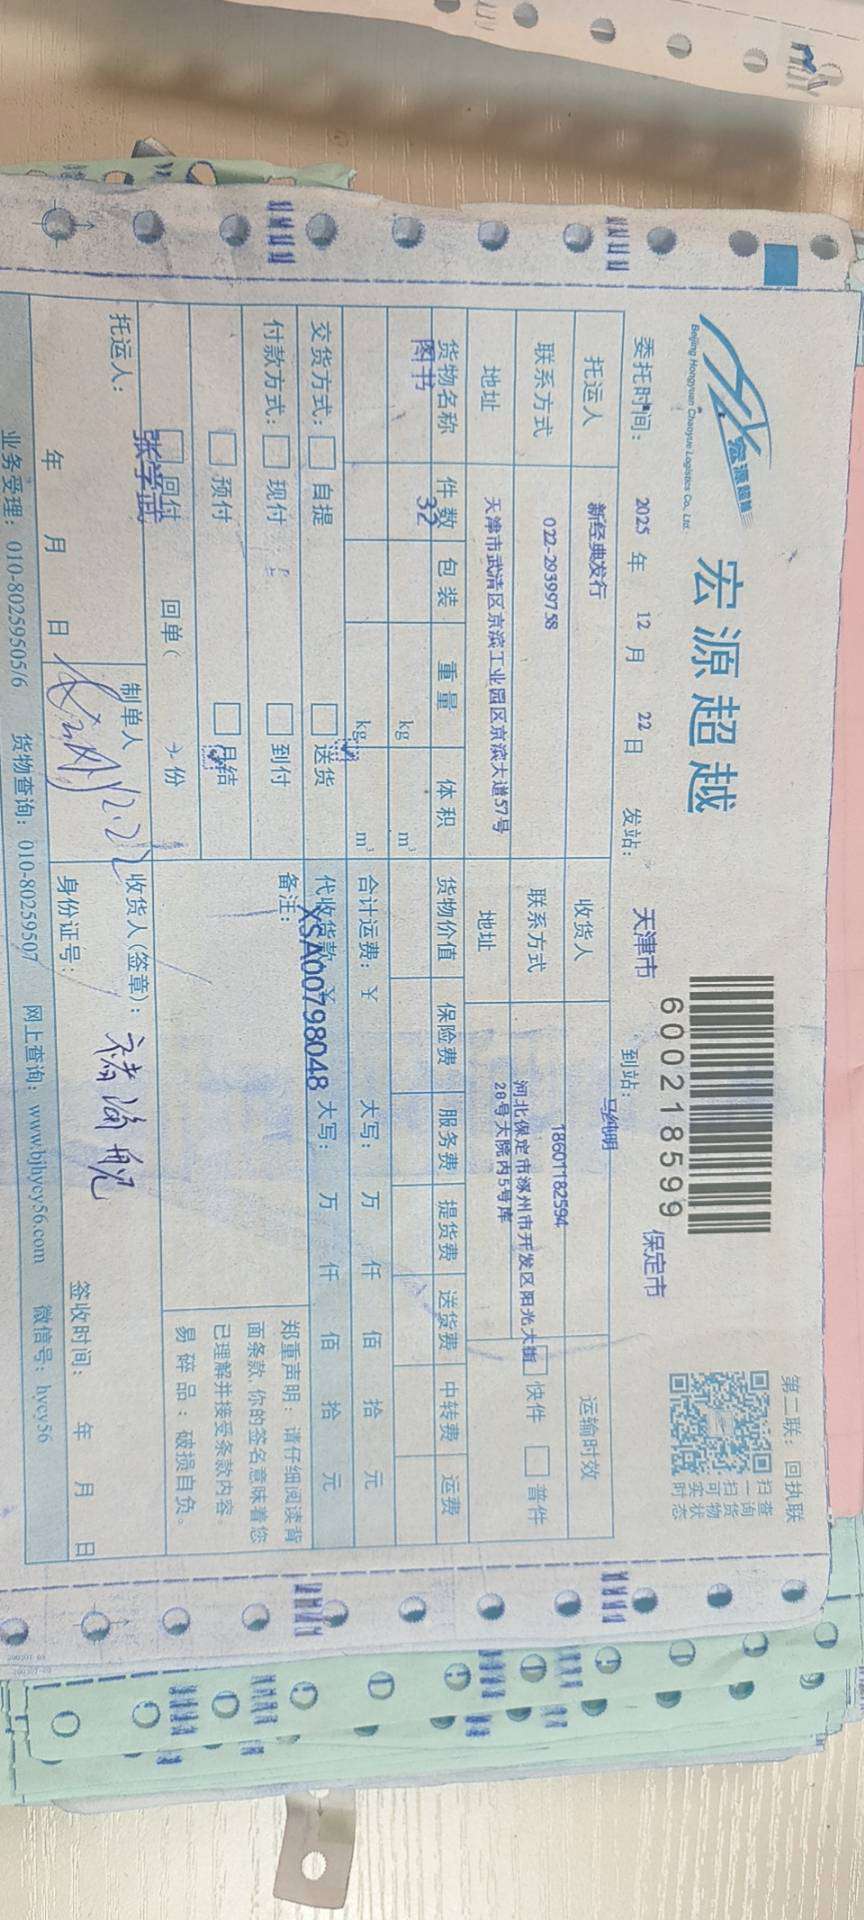 宏源超越
Beijing Hongyuan Chaoyue Logistics Co., Ltd.
宏源超越
600218599
第二联：回执联
扫一扫可实时
查询货物状态
委托时间： 2025 年 12 月 22 日 发站： 天津市 到站： 保定市
托运人 新经典发行 收货人 马纯明 运输时效
联系方式 022-29399758 联系方式 18601182594 快件 普件
地址 天津市武清区京滨工业园区京滨大道57号 地址 河北保定市涿州市开发区阳光大街
28号大院内5号库
货物名称 件数 包装 重量 体积 货物价值 保险费 服务费 提货费 送货费 中转费 运费
图书 32 kg m³
kg m³ 合计运费：￥ 大写： 万 仟 佰 拾 元
交货方式： 自提 送货 代收货款：￥ 大写： 万 仟 佰 拾 元
XSA00798048
付款方式： 现付 到付 备注：
预付 月结
回付 回单（ 份
郑重声明：请仔细阅读背
面条款,你的签名意味着您
已理解并接受条款内容。
易碎品：破损自负。
托运人： 张学武 制单人 收货人(签章)： 签收时间： 年 月 日
年 月 日 身份证号：
12.22
业务受理：010-80259505/6 货物查询：010-80259507 网上查询：www.bjhycy56.com 微信号：hycy56